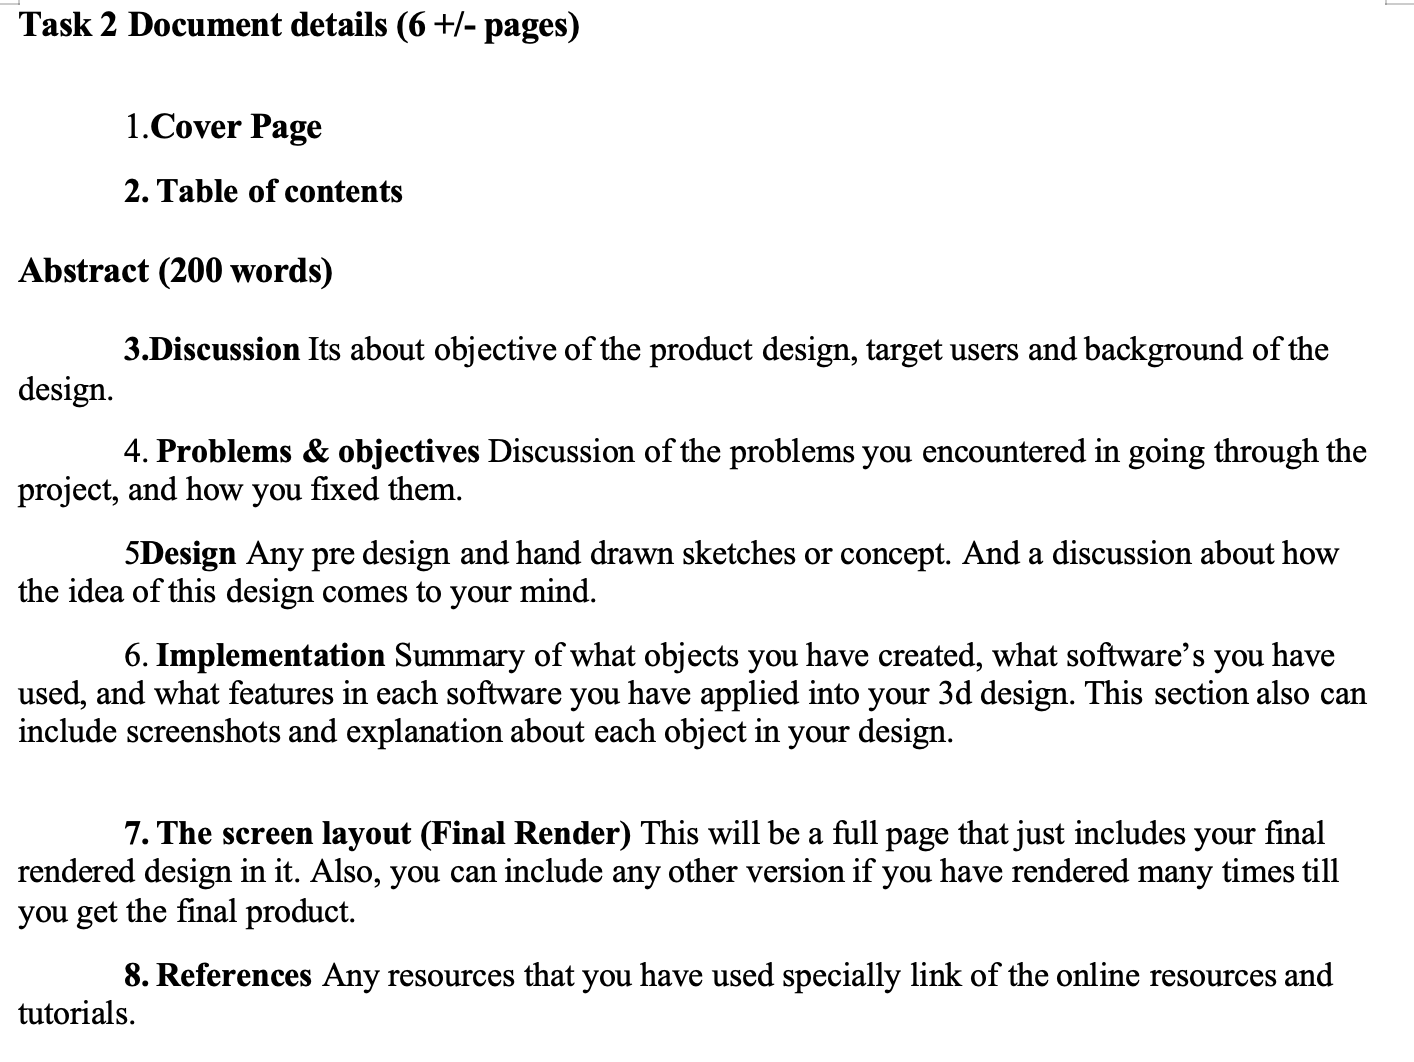 Task 2 Document details (6 +/- pages)
1.Cover Page
2. Table of contents
Abstract (200 words)
3.Discussion Its about objective of the product design, target users and background of the
design.
4. Problems & objectives Discussion of the problems you encountered in going through the
project, and how you fixed them.
5Design Any pre design and hand drawn sketches or concept. And a discussion about how
the idea of this design comes to your mind.
6. Implementation Summary of what objects you have created, what software’s you have
used, and what features in each software you have applied into your 3d design. This section also can
include screenshots and explanation about each object in your design.
7. The screen layout (Final Render) This will be a full page that just includes your final
rendered design in it. Also, you can include any other version if you have rendered many times till
you get the final product.
8. References Any resources that you have used specially link of the online resources and
tutorials.